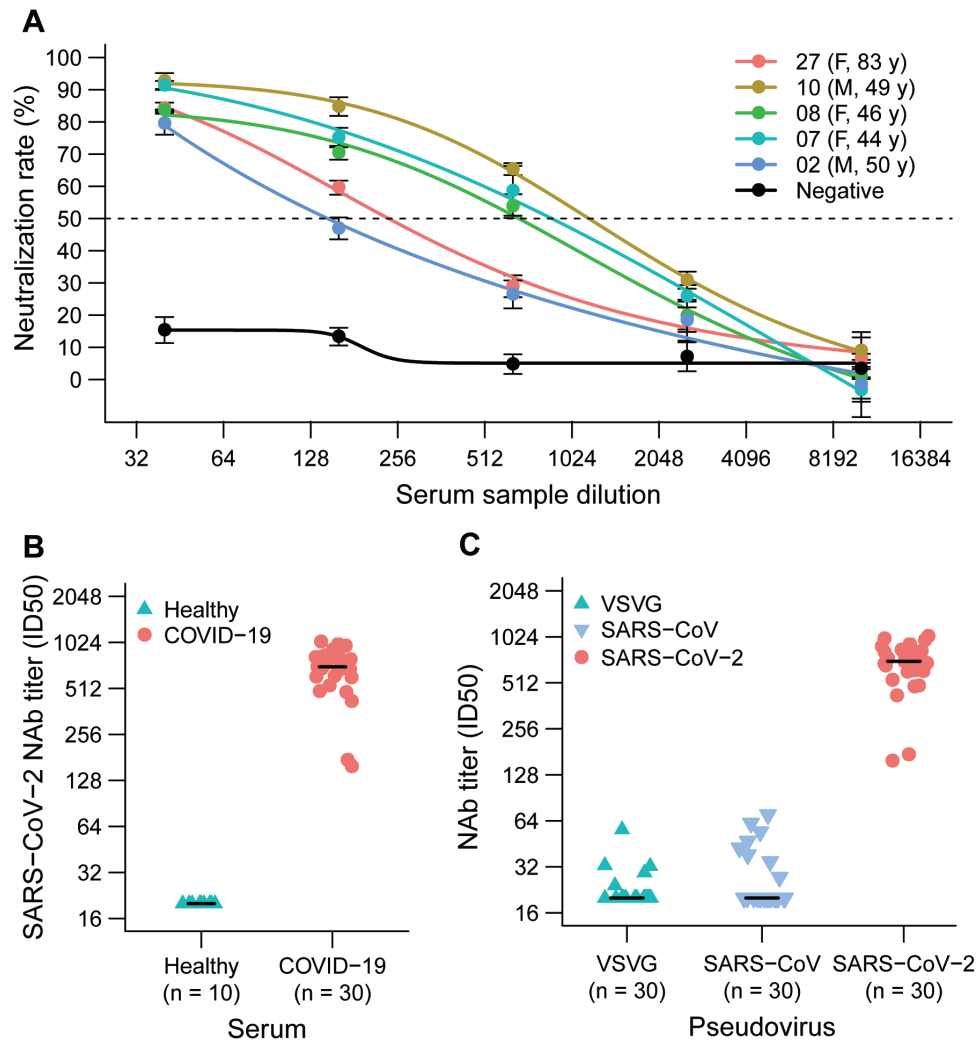 A
Neutralization rate (%)
100
90
80
70
60
50
40
30
20
10
0
27 (F, 83 y)
10 (M, 49 y)
08 (F, 46 y)
07 (F, 44 y)
02 (M, 50 y)
Negative
32 64 128 256 512 1024 2048 4096 8192 16384
Serum sample dilution
B
SARS−CoV−2 NAb titer (ID50)
2048
1024
512
256
128
64
32
16
Healthy
COVID−19
Healthy COVID−19
(n = 10) (n = 30)
Serum
C
NAb titer (ID50)
2048
1024
512
256
128
64
32
16
VSVG
SARS−CoV
SARS−CoV−2
VSVG SARS−CoV SARS−CoV−2
(n = 30) (n = 30) (n = 30)
Pseudovirus